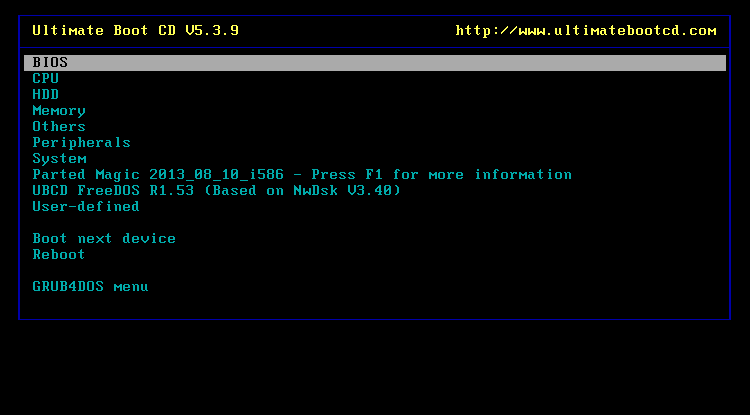 Ultimate Boot CD V5.3.9 http://www.ultimatebootcd.com
BIOS
CPU
HDD
Memory
Others
Peripherals
System
Parted Magic 2013_08_10_i586 - Press F1 for more information
UBCD FreeDOS R1.53 (Based on NwDsk V3.40)
User-defined
Boot next device
Reboot
GRUB4DOS menu